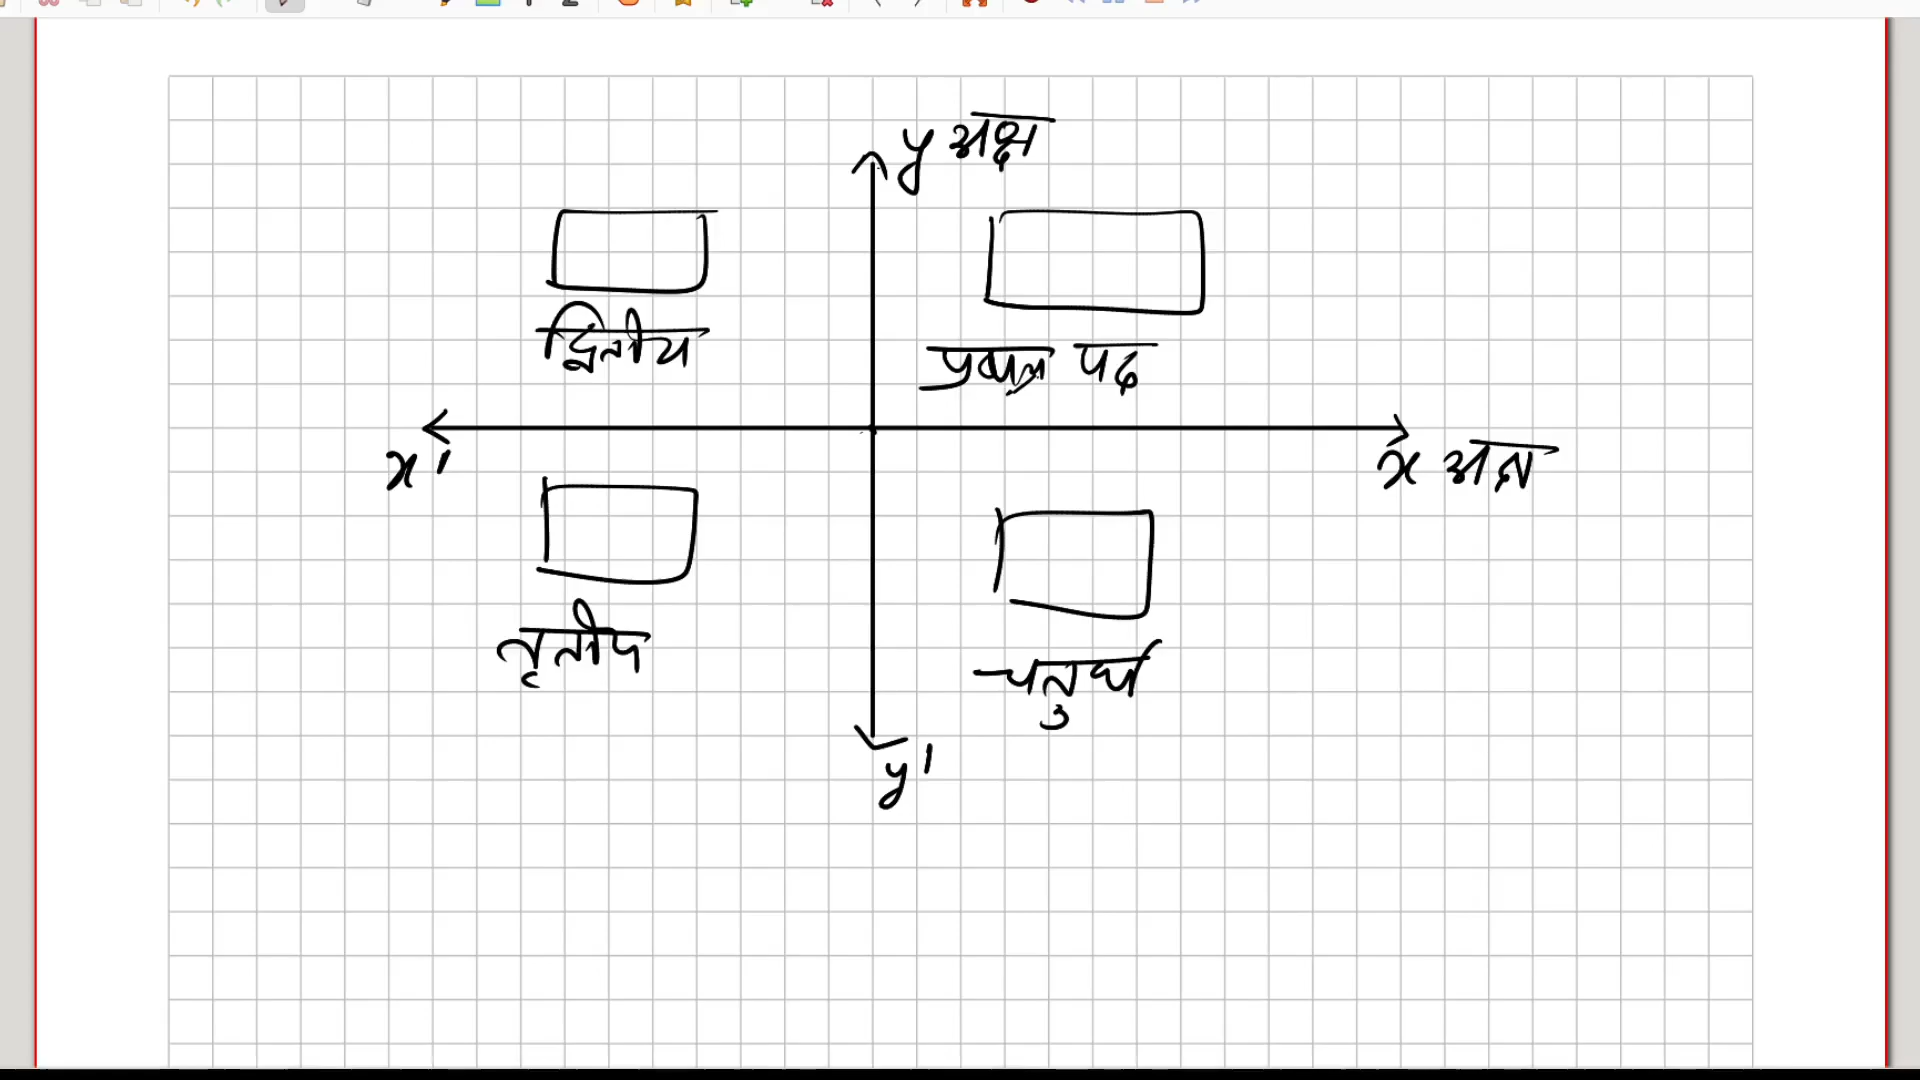 y अक्ष
द्वितीय
प्रथम पद
x'
x अक्ष
तृतीय
चतुर्थ
y'